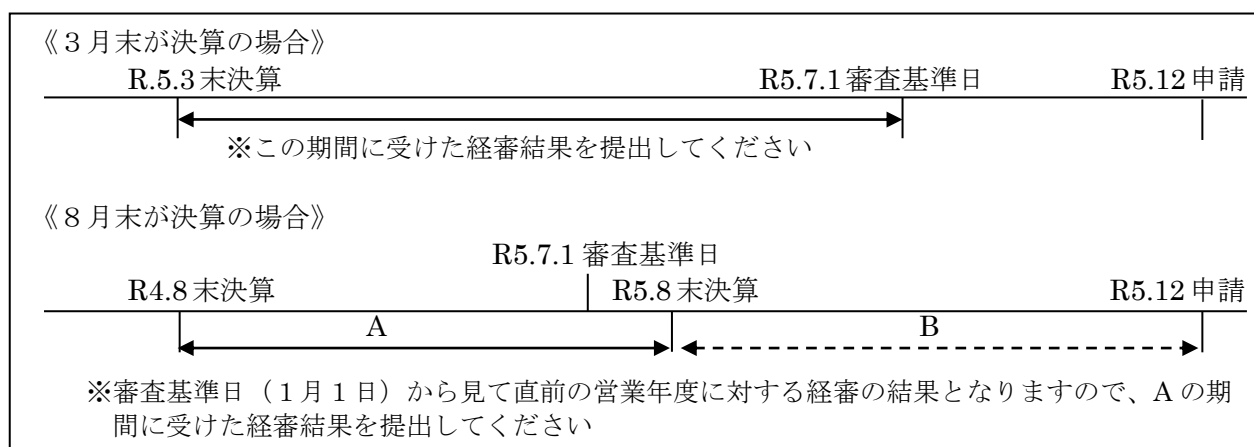 《３月末が決算の場合》
R.5.3末決算 R5.7.1審査基準日 R5.12申請
※この期間に受けた経審結果を提出してください
《８月末が決算の場合》
R5.7.1審査基準日
R4.8末決算 R5.8末決算 R5.12申請
A B
※審査基準日（１月１日）から見て直前の営業年度に対する経審の結果となりますので、Aの期
間に受けた経審結果を提出してください